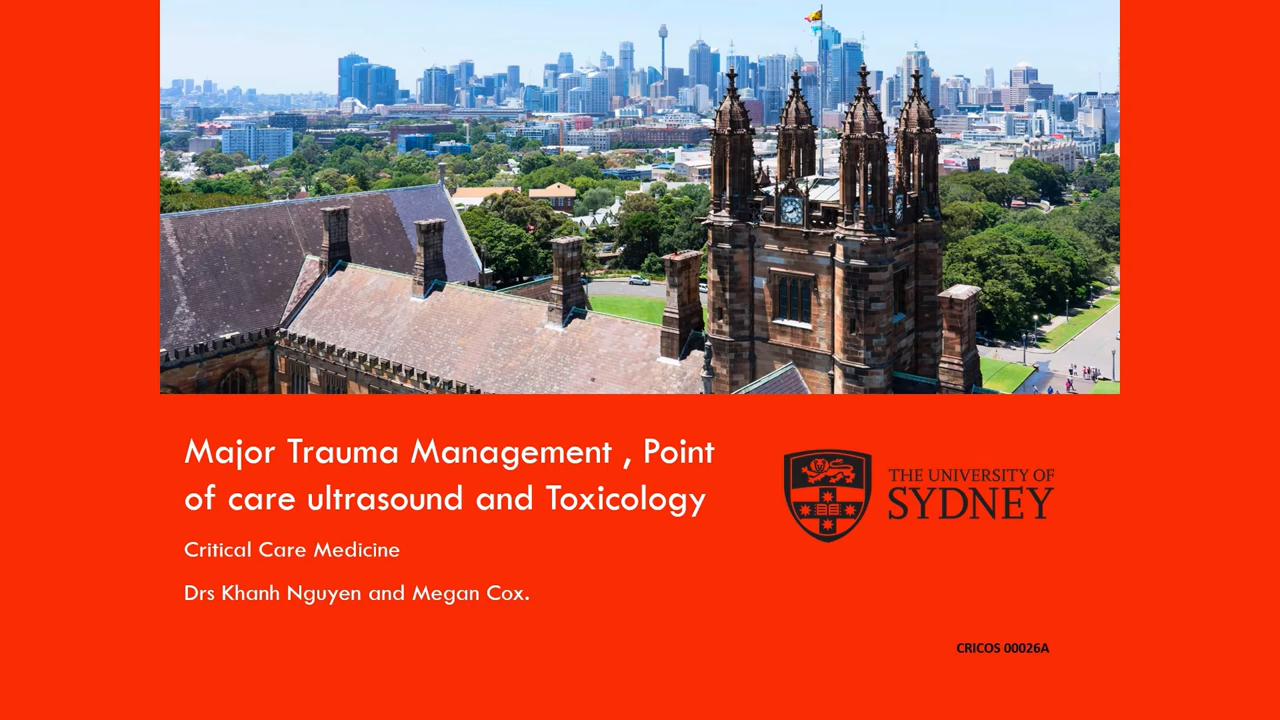 Major Trauma Management , Point
of care ultrasound and Toxicology
Critical Care Medicine
Drs Khanh Nguyen and Megan Cox.
THE UNIVERSITY OF
SYDNEY
CRICOS 00026A